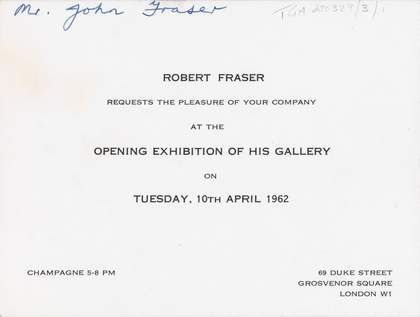 Mr. John Fraser
ROBERT FRASER
REQUESTS THE PLEASURE OF YOUR COMPANY
AT THE
OPENING EXHIBITION OF HIS GALLERY
ON
TUESDAY, 10TH APRIL 1962
CHAMPAGNE 5-8 PM
69 DUKE STREET
GROSVENOR SQUARE
LONDON W1